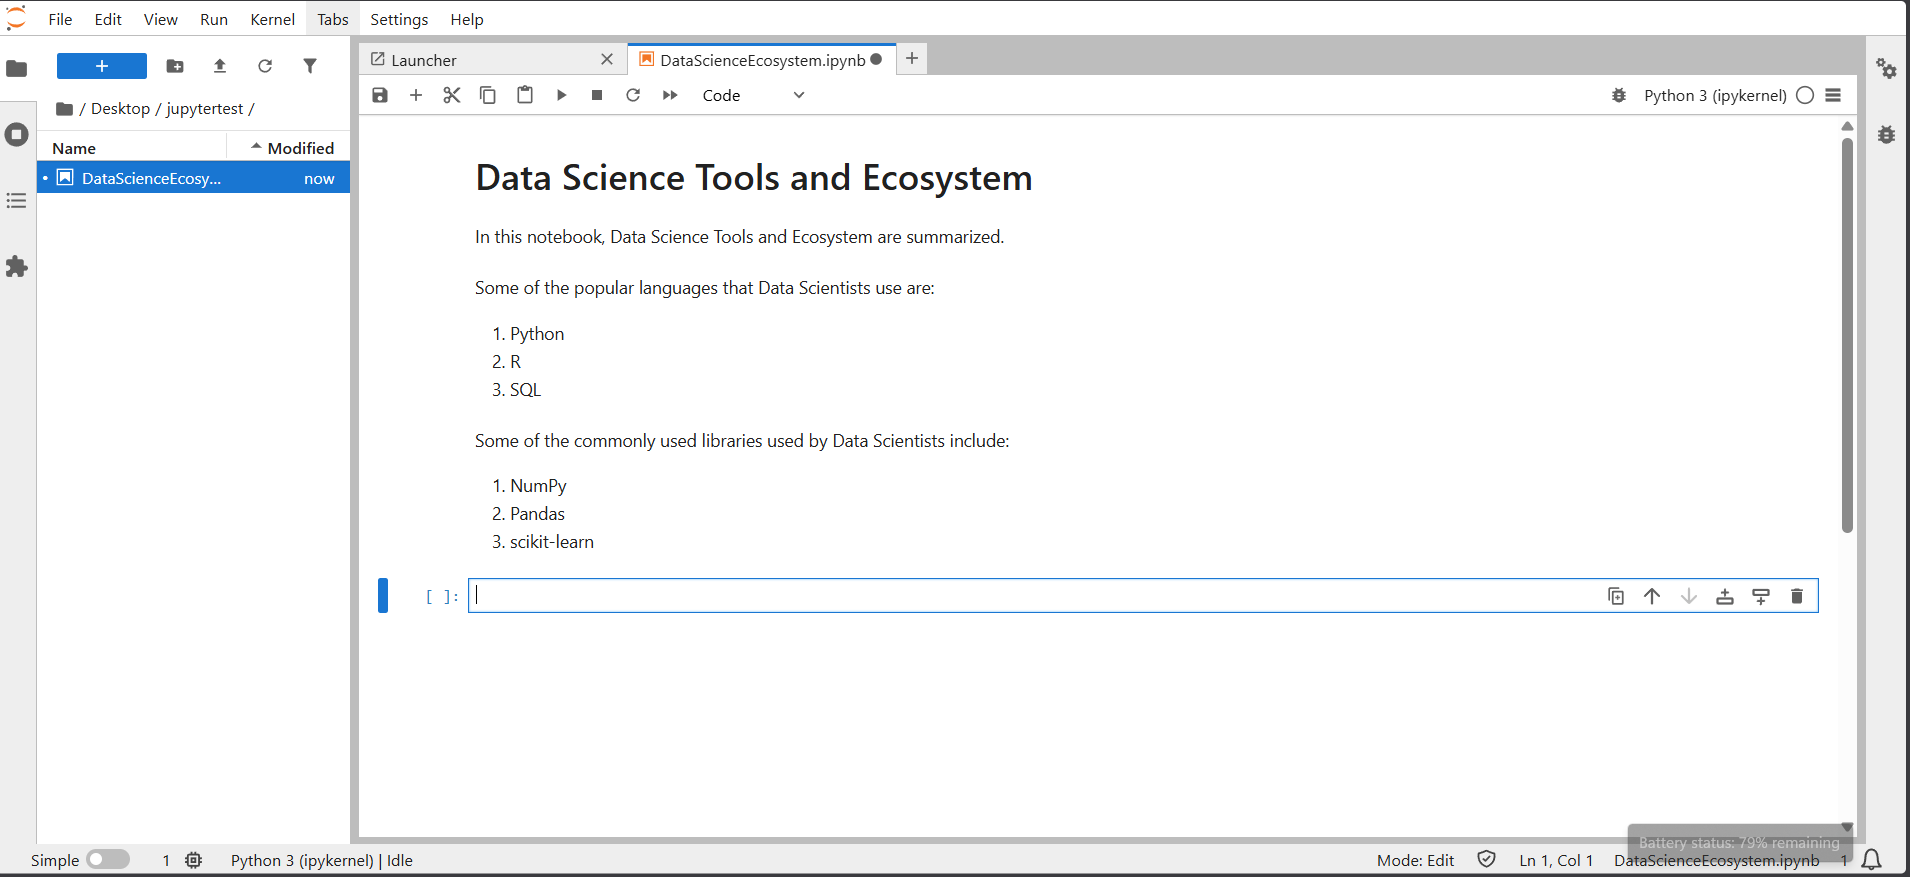 File Edit View Run Kernel Tabs Settings Help
Launcher
DataScienceEcosystem.ipynb
Code
Python 3 (ipykernel)
/ Desktop / jupytertest /
Name Modified
DataScienceEcosy... now
Data Science Tools and Ecosystem
In this notebook, Data Science Tools and Ecosystem are summarized.
Some of the popular languages that Data Scientists use are:
1. Python
2. R
3. SQL
Some of the commonly used libraries used by Data Scientists include:
1. NumPy
2. Pandas
3. scikit-learn
[ ]:
Battery status: 79% remaining
Simple 1 Python 3 (ipykernel) | Idle Mode: Edit Ln 1, Col 1 DataScienceEcosystem.ipynb 1